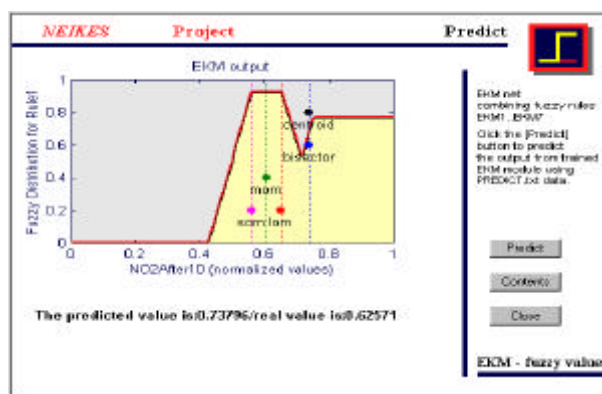 NEIKES Project Predict
EKM output
Fuzzy Distribution for Rule1
1
0.8
0.6
0.4
0.2
0
centroid
bisector
mom
som lom
0 0.2 0.4 0.6 0.8 1
NO2After1D (normalized values)
The predicted value is:0.73796/real value is:0.62571
EKM net
combining fuzzy rules
EKM1..EKM7
Click the [Predict]
button to predict
the output from trained
EKM module using
PREDICT.txt data.
Predict
Contents
Close
EKM - fuzzy value